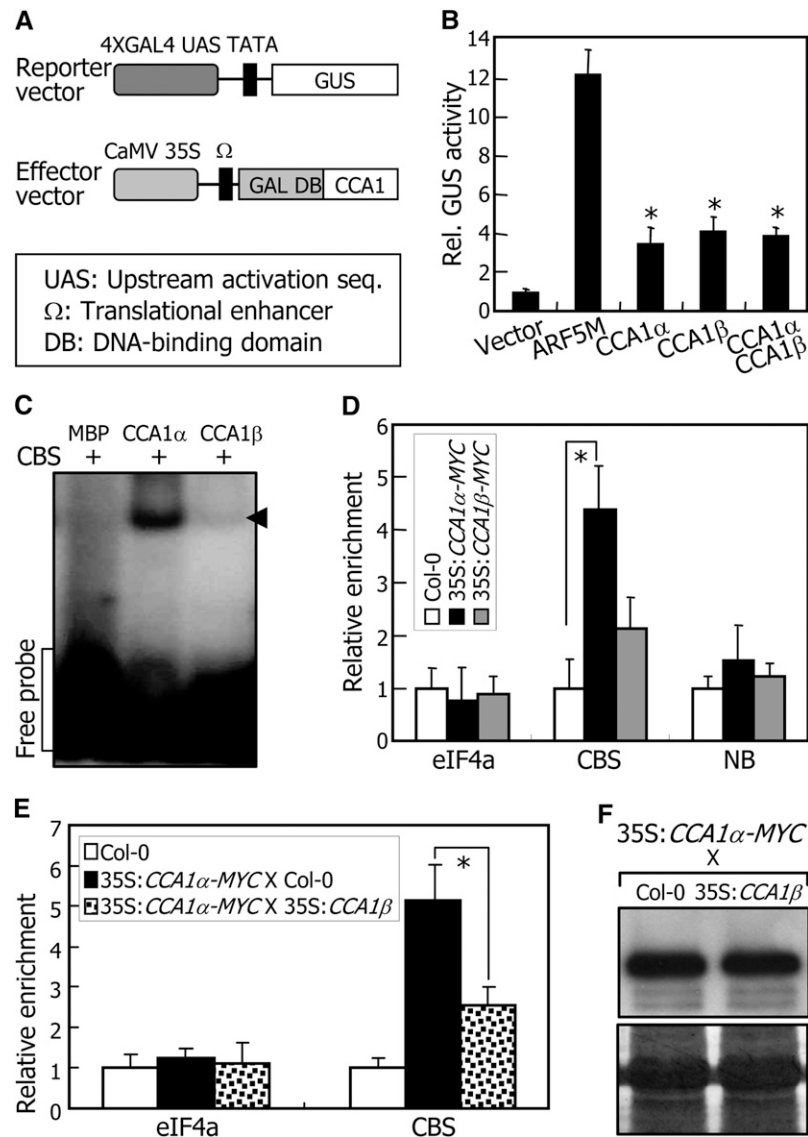 A
4XGAL4 UAS TATA
Reporter vector
GUS
CaMV 35S Ω
Effector vector
GAL DB CCA1
UAS: Upstream activation seq.
Ω: Translational enhancer
DB: DNA-binding domain
B
Rel. GUS activity
14
12
10
8
6
4
2
0
* * *
Vector ARF5M CCA1α CCA1β CCA1α CCA1β
C
MBP CCA1α CCA1β
CBS + + +
Free probe
D
Relative enrichment
6
5
4
3
2
1
0
Col-0
35S:CCA1α-MYC
35S:CCA1β-MYC
*
eIF4a CBS NB
E
Relative enrichment
7
6
5
4
3
2
1
0
Col-0
35S:CCA1α-MYC X Col-0
35S:CCA1α-MYC X 35S:CCA1β
*
eIF4a CBS
F
35S:CCA1α-MYC
X
Col-0 35S:CCA1β